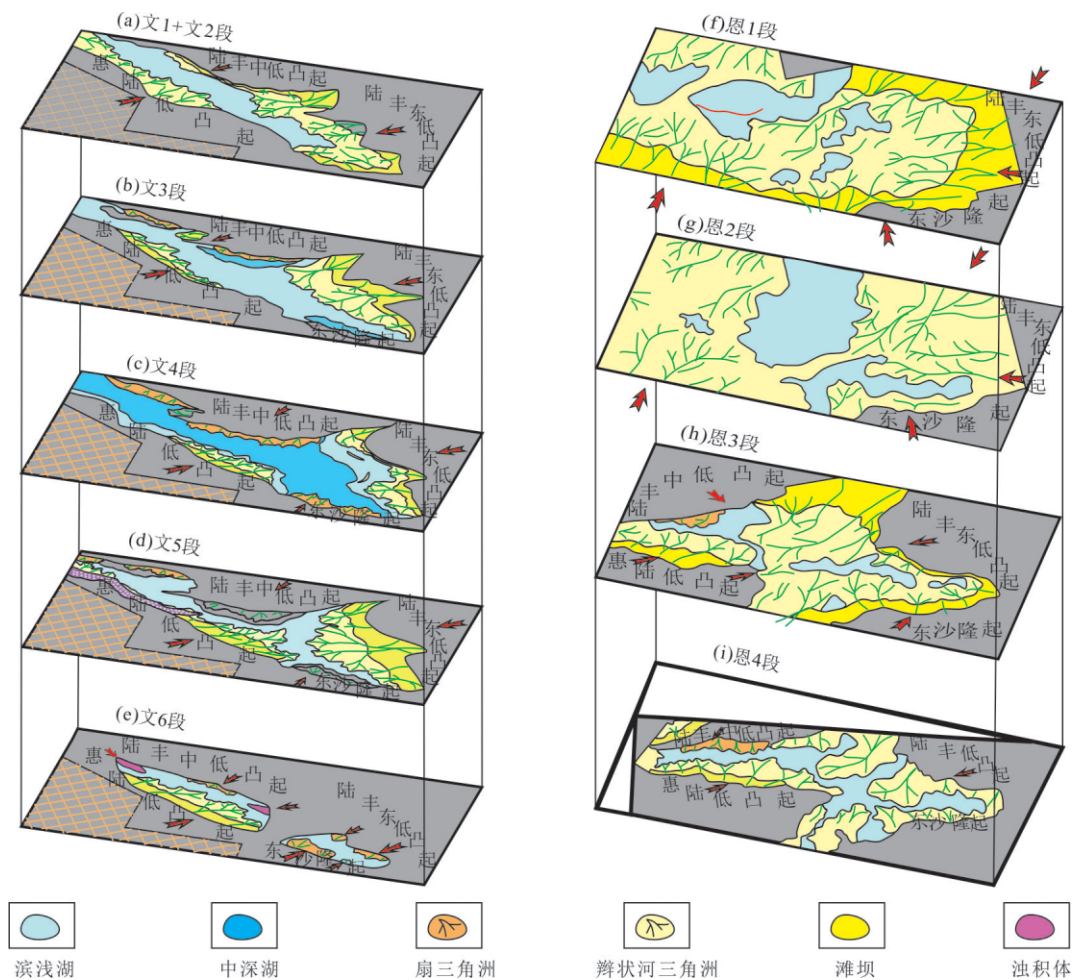 (a)文1+文2段
陆丰中低凸起
惠陆低凸起
陆丰东低凸起
(b)文3段
陆丰中低凸起
惠陆低凸起
陆丰东低凸起
东沙隆起
(c)文4段
陆丰中低凸起
惠陆低凸起
陆丰东低凸起
东沙隆起
(d)文5段
陆丰中低凸起
惠陆低凸起
陆丰东低凸起
东沙隆起
(e)文6段
陆丰中低凸起
惠陆低凸起
陆丰东低凸起
东沙隆起
(f)恩1段
陆丰东低凸起
东沙隆起
(g)恩2段
陆丰东低凸起
东沙隆起
(h)恩3段
陆丰中低凸起
惠陆低凸起
陆丰东低凸起
东沙隆起
(i)恩4段
陆丰中低凸起
惠陆低凸起
陆丰低凸起
东沙隆起
滨浅湖
中深湖
扇三角洲
辫状河三角洲
滩坝
浊积体